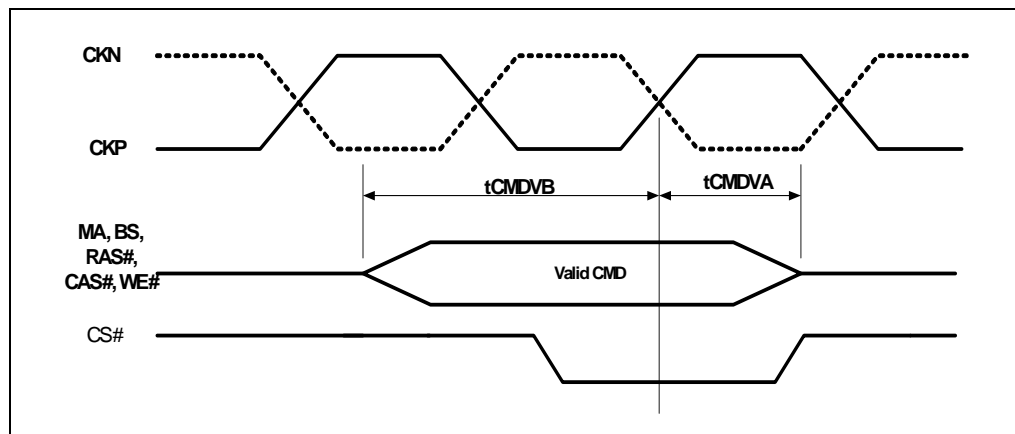 CKN
CKP
tCMDVB
tCMDVA
MA, BS,
RAS#,
CAS#, WE#
Valid CMD
CS#